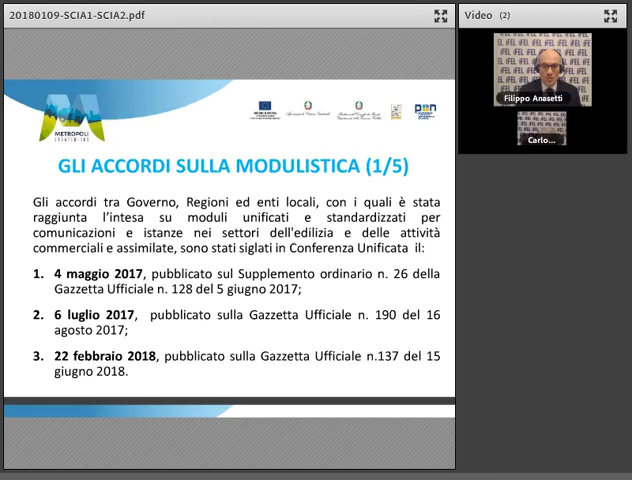 20180109-SCIA1-SCIA2.pdf
Video (2)
IFEL
Filippo Anasetti
Carlo...
METROPOLI
STRATEGICHE
pon
GLI ACCORDI SULLA MODULISTICA (1/5)
Gli accordi tra Governo, Regioni ed enti locali, con i quali è stata
raggiunta l'intesa su moduli unificati e standardizzati per
comunicazioni e istanze nei settori dell'edilizia e delle attività
commerciali e assimilate, sono stati siglati in Conferenza Unificata il:
1. 4 maggio 2017, pubblicato sul Supplemento ordinario n. 26 della
Gazzetta Ufficiale n. 128 del 5 giugno 2017;
2. 6 luglio 2017, pubblicato sulla Gazzetta Ufficiale n. 190 del 16
agosto 2017;
3. 22 febbraio 2018, pubblicato sulla Gazzetta Ufficiale n.137 del 15
giugno 2018.